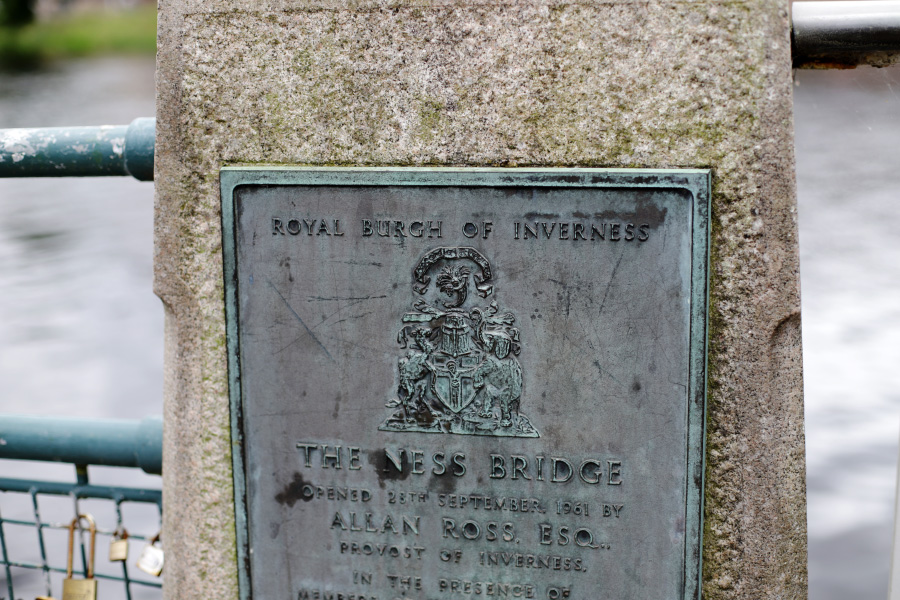 ROYAL BURGH OF INVERNESS
THE NESS BRIDGE
OPENED 28TH SEPTEMBER, 1961 BY
ALLAN ROSS, ESQ.,
PROVOST OF INVERNESS,
IN THE PRESENCE OF
MEMBERS